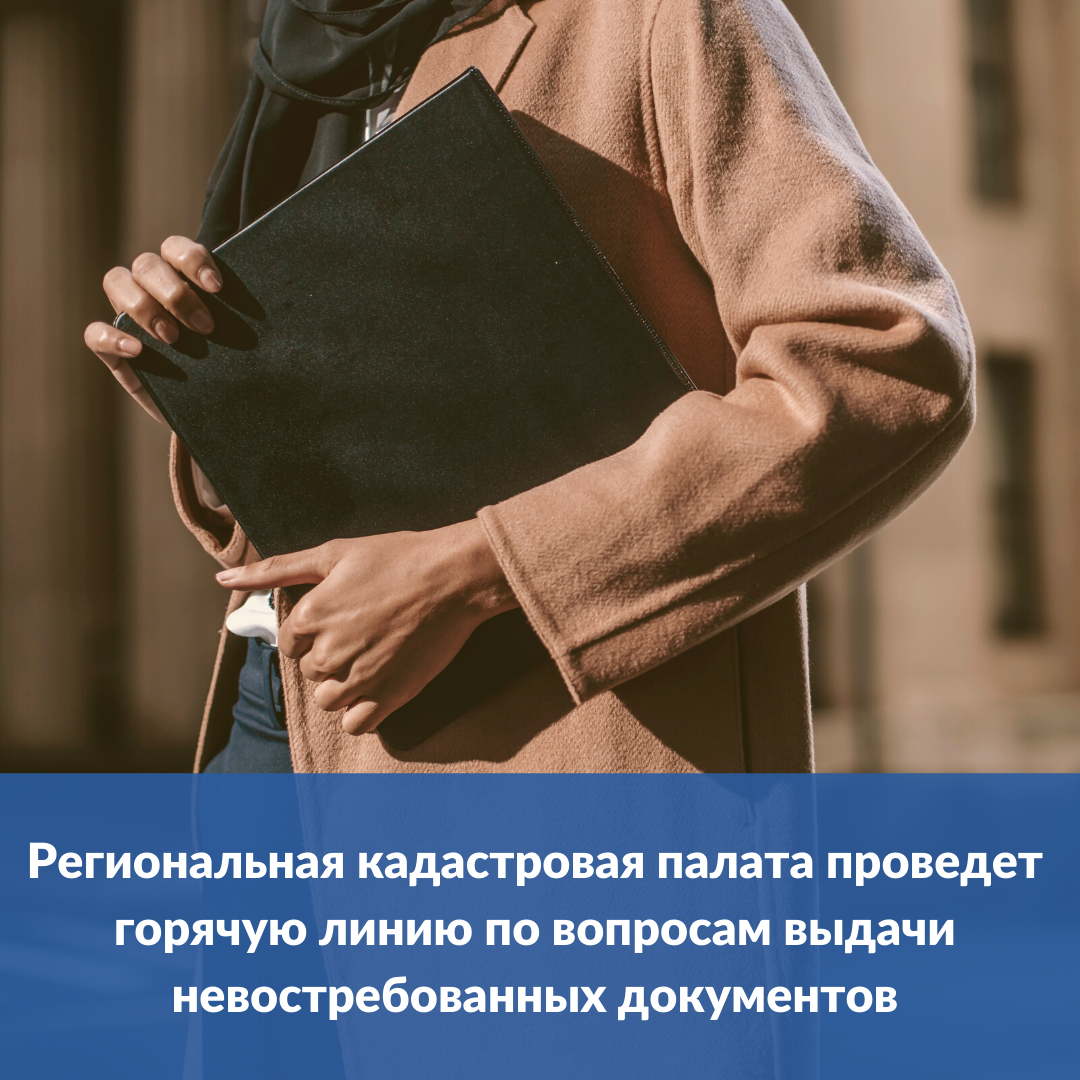 Региональная кадастровая палата проведет
горячую линию по вопросам выдачи
невостребованных документов